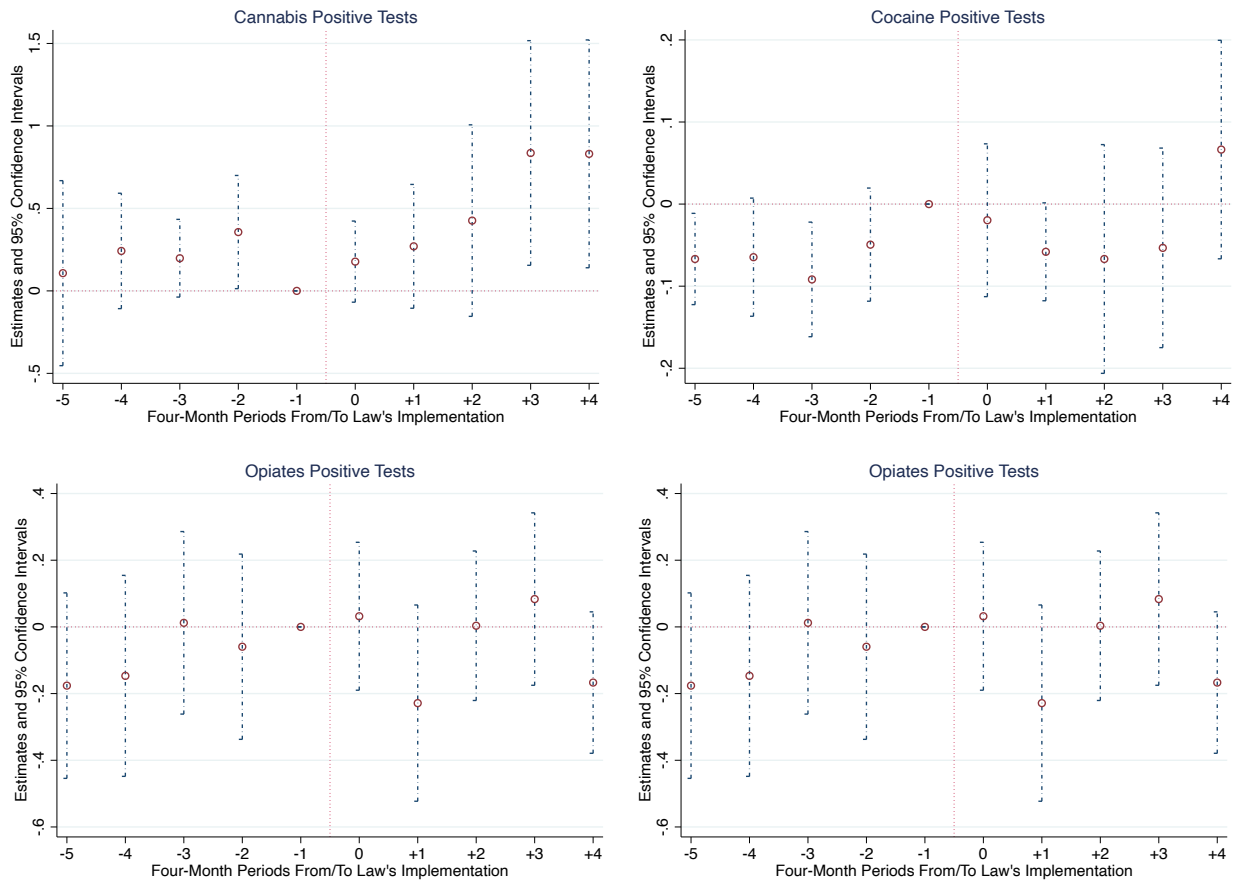 Cannabis Positive Tests
Estimates and 95% Confidence Intervals
1.5
1
.5
0
-.5
-5 -4 -3 -2 -1 0 +1 +2 +3 +4
Four-Month Periods From/To Law's Implementation
Cocaine Positive Tests
Estimates and 95% Confidence Intervals
.2
.1
0
-.1
-.2
-5 -4 -3 -2 -1 0 +1 +2 +3 +4
Four-Month Periods From/To Law's Implementation
Opiates Positive Tests
Estimates and 95% Confidence Intervals
.4
.2
0
-.2
-.4
-.6
-5 -4 -3 -2 -1 0 +1 +2 +3 +4
Four-Month Periods From/To Law's Implementation
Opiates Positive Tests
Estimates and 95% Confidence Intervals
.4
.2
0
-.2
-.4
-.6
-5 -4 -3 -2 -1 0 +1 +2 +3 +4
Four-Month Periods From/To Law's Implementation